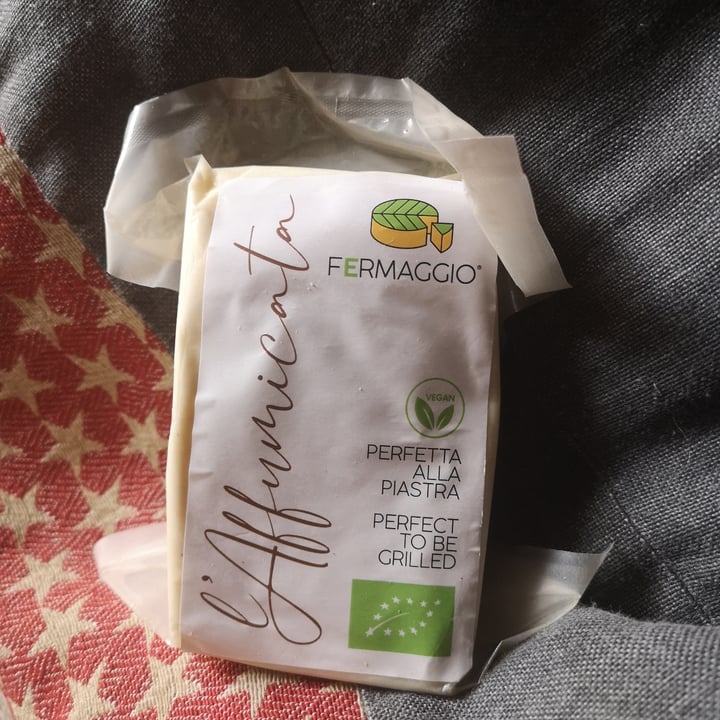 l'Affumicata
FERMAGGIO®
VEGAN
PERFETTA
ALLA
PIASTRA
PERFECT
TO BE
GRILLED